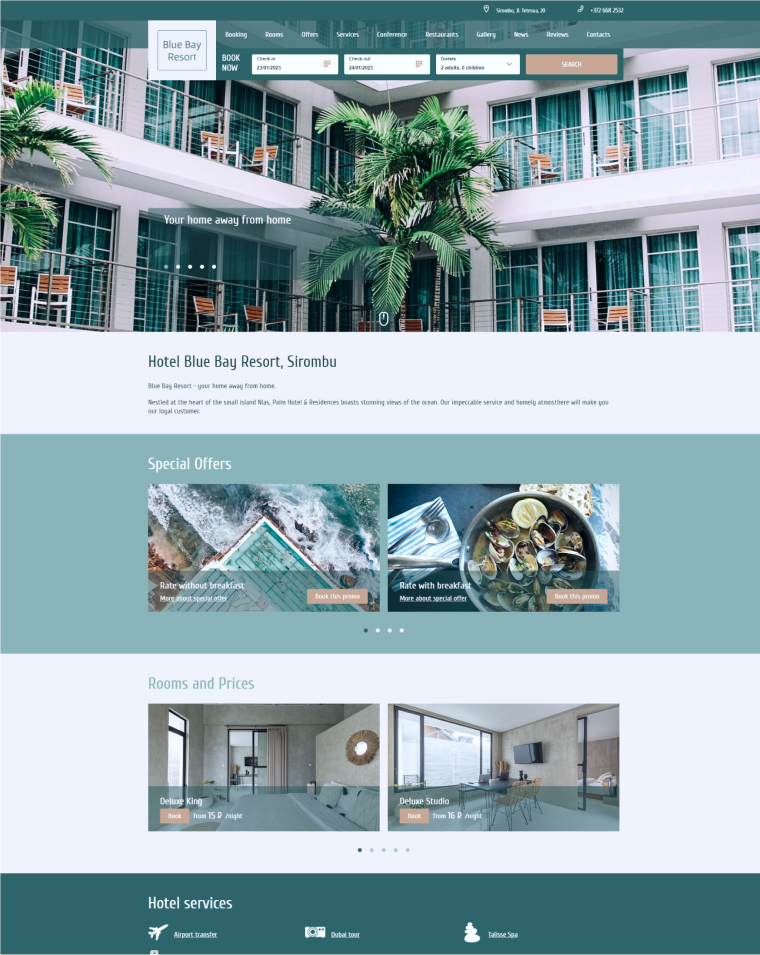 Sirombu, Jl. Tetesua, 20
+372 668 2532
Blue Bay
Resort
Booking
Rooms
Offers
Services
Conference
Restaurants
Gallery
News
Reviews
Contacts
BOOK
NOW
Check-in
23/01/2023
Check-out
24/01/2023
Guests
2 adults, 0 children
SEARCH
Your home away from home
Hotel Blue Bay Resort, Sirombu
Blue Bay Resort - your home away from home.
Nestled at the heart of the small island Nias, Palm Hotel & Residences boasts stunning views of the ocean. Our impeccable service and homely atmosthere will make you
our loyal customer.
Special Offers
Rate without breakfast
More about special offer
Book this promo
Rate with breakfast
More about special offer
Book this promo
Rooms and Prices
Deluxe King
Book
from 15 ₽ /night
Deluxe Studio
Book
from 16 ₽ /night
Hotel services
Airport transfer
Dubai tour
Talisse Spa